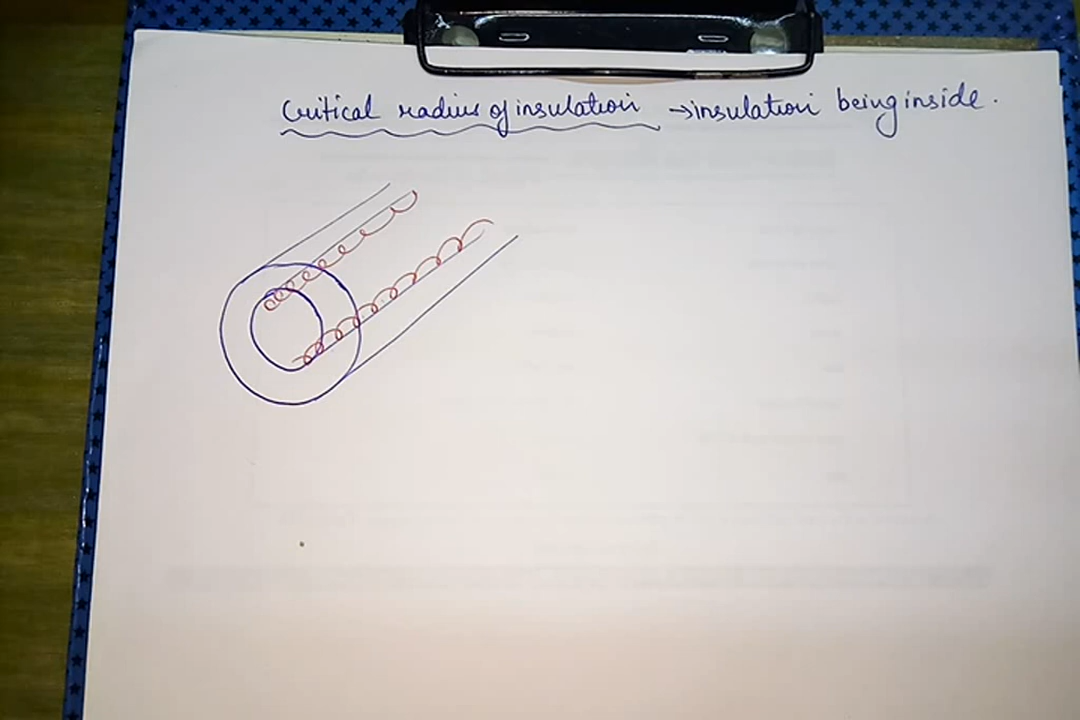 Critical radius of insulation → insulation being inside.